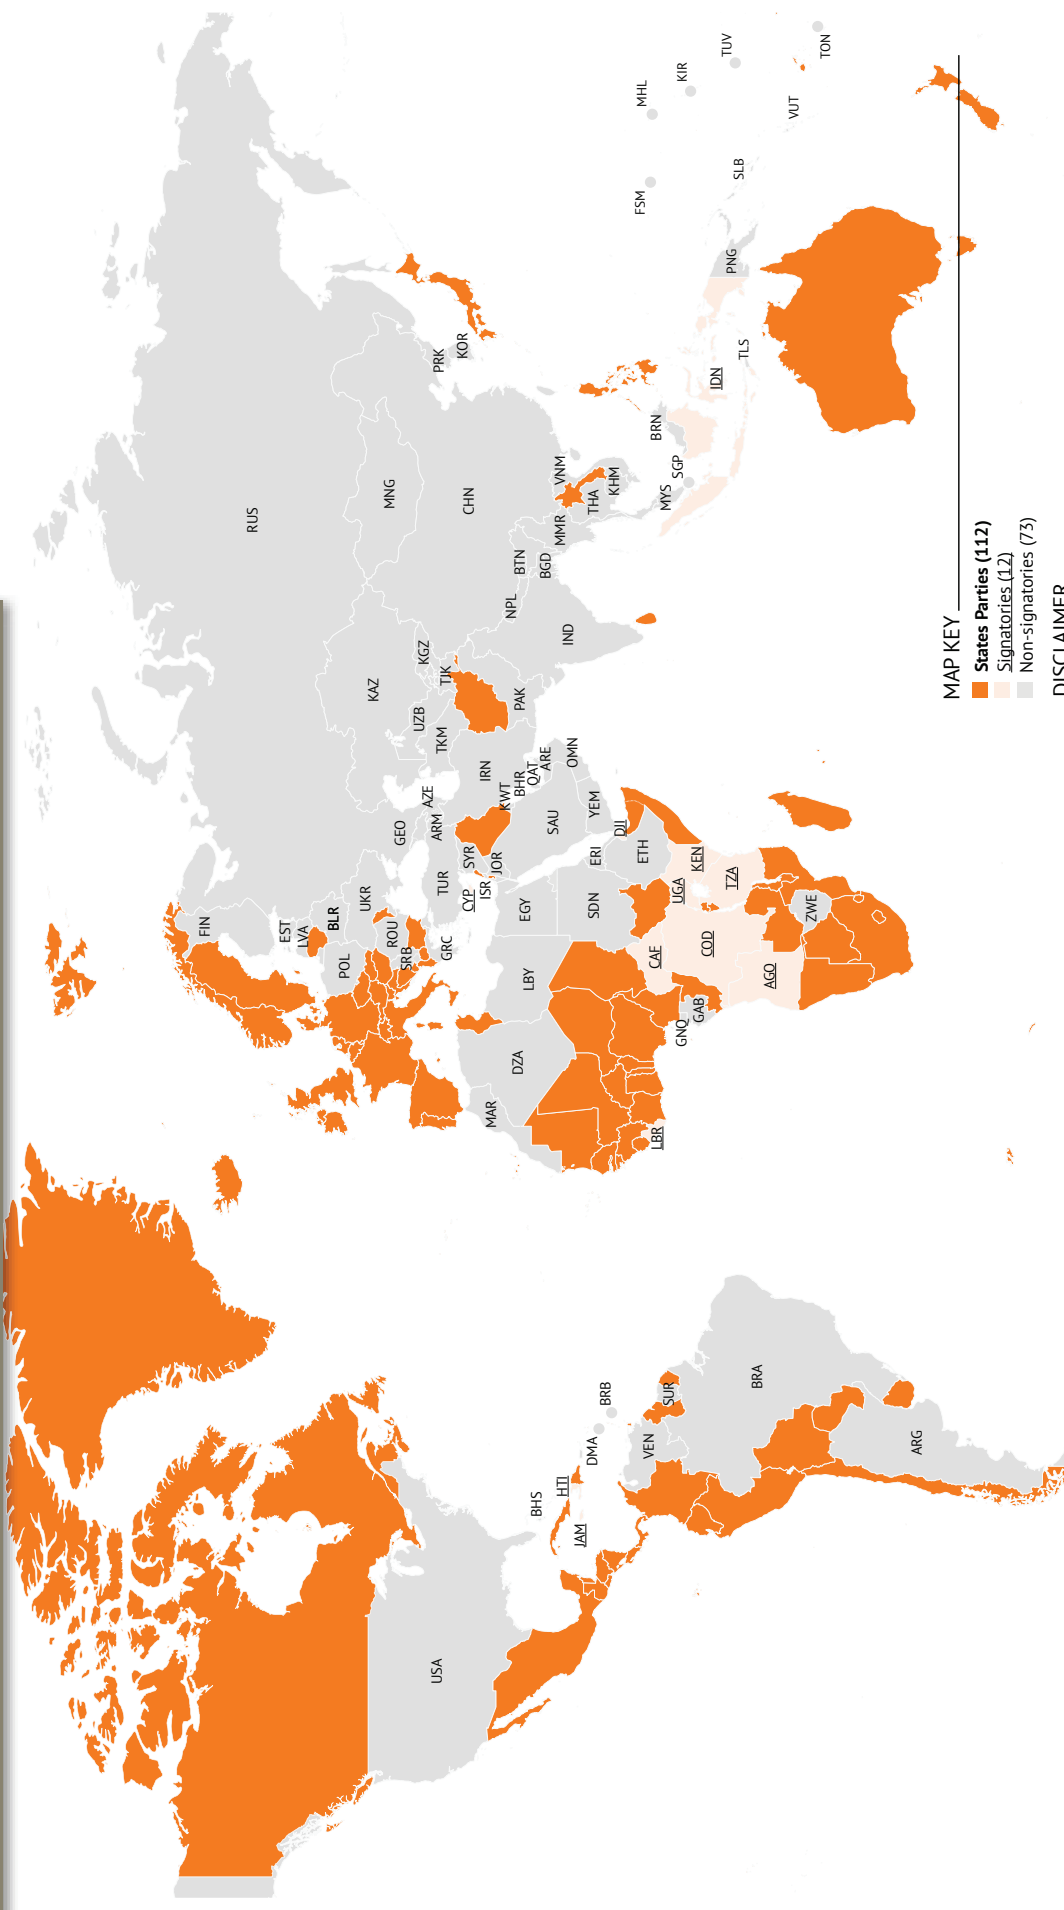 USA
BHS
HTI
JAM
DMA
BRB
VEN
SUR
BRA
ARG
FIN
EST
LVA
BLR
POL
UKR
ROU
SRB
GRC
RUS
KAZ
MNG
CHN
PRK
KOR
GEO
AZE
ARM
TUR
CYP
SYR
ISR
JOR
IRN
KWT
BHR
QAT
ARE
OMN
SAU
YEM
UZB
TKM
KGZ
TJK
PAK
IND
NPL
BTN
BGD
MMR
VNM
THA
KHM
MYS
SGP
BRN
IDN
TLS
PNG
SLB
FSM
MHL
KIR
TUV
VUT
TON
MAR
DZA
LBY
EGY
SDN
ERI
DJI
ETH
LBR
GNQ
GAB
CAF
COD
UGA
KEN
TZA
AGO
ZWE
MAP KEY
States Parties (112)
Signatories (12)
Non-signatories (73)
DISCLAIMER